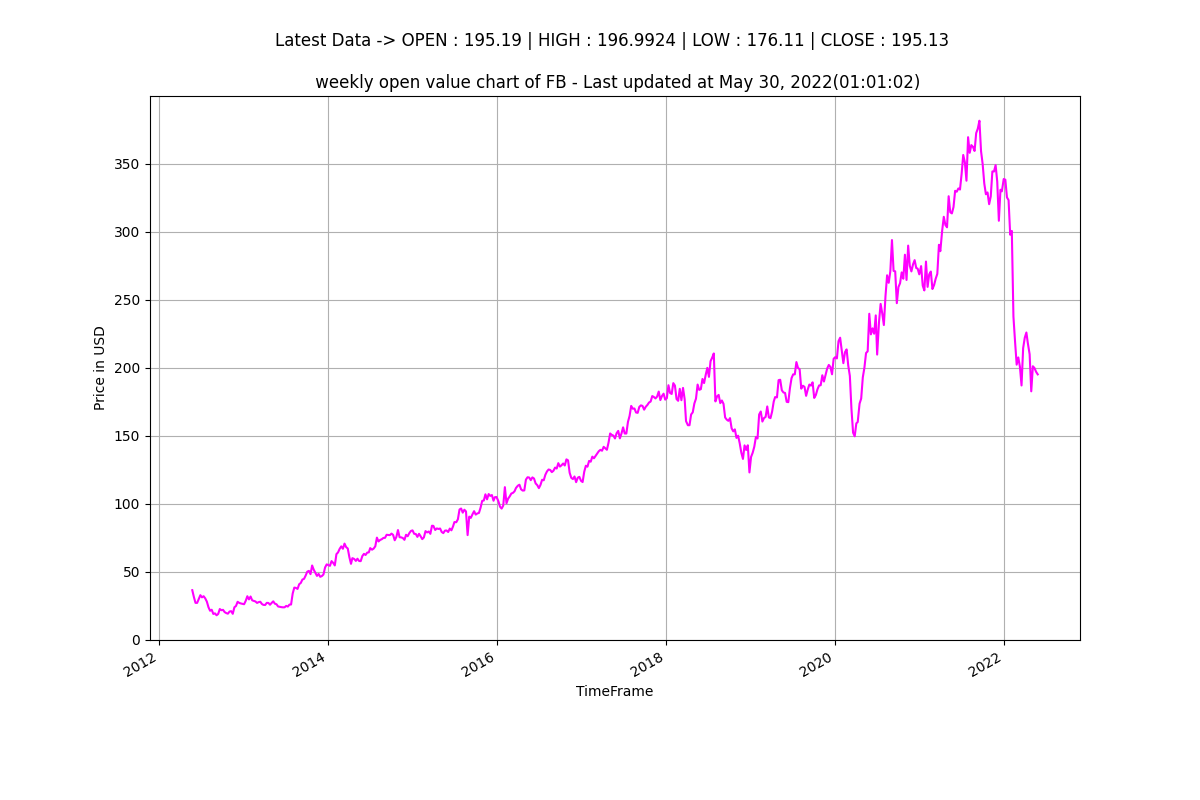 Latest Data -> OPEN : 195.19 | HIGH : 196.9924 | LOW : 176.11 | CLOSE : 195.13
weekly open value chart of FB - Last updated at May 30, 2022(01:01:02)
350
300
250
200
150
100
50
0
Price in USD
2012 2014 2016 2018 2020 2022
TimeFrame